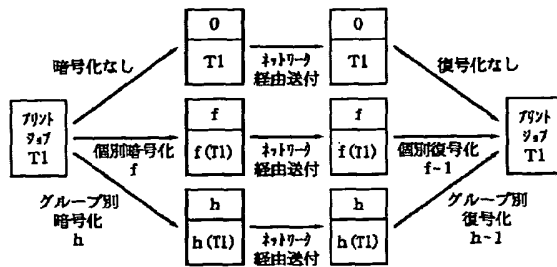 0
0
暗号化なし
T1
ネットワーク
経由送付
T1
復号化なし
プリント
ジョブ
T1
個別暗号化
f
f
f(T1)
ネットワーク
経由送付
f
f(T1)
個別復号化
f-1
プリント
ジョブ
T1
グループ別
暗号化
h
h
h(T1)
ネットワーク
経由送付
h
h(T1)
グループ別
復号化
h-1